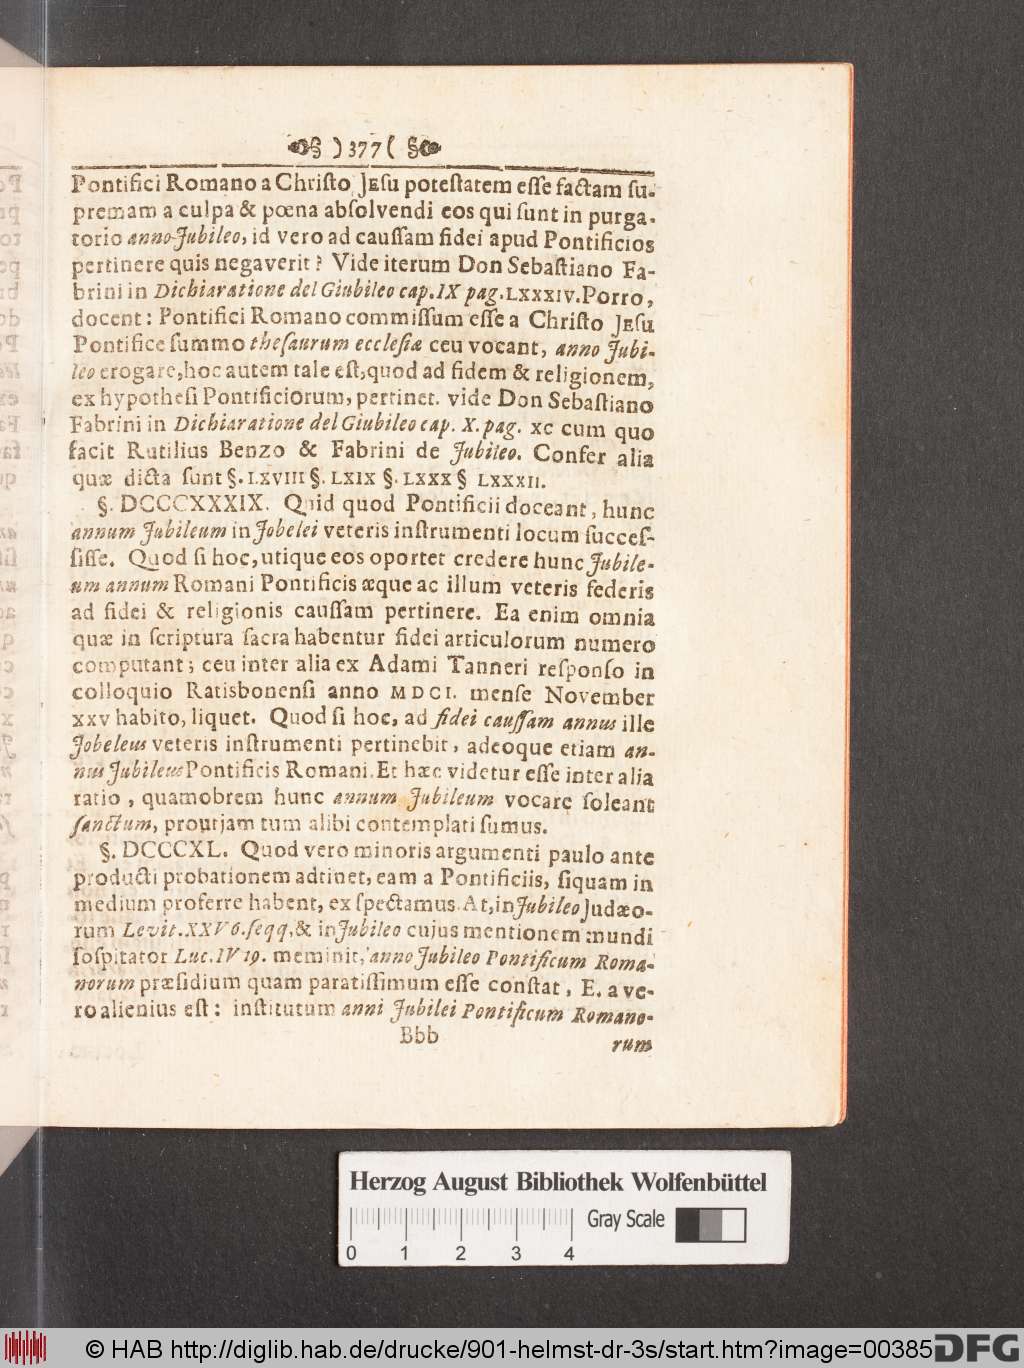 )377(
Pontifici Romano a Chriſto Jᴇſu poteſtatem eſſe factam ſu-
premam a culpa & pœna abſolvendi eos qui ſunt in purga-
torio anno-Jubileo, id vero ad cauſſam fidei apud Pontificios
pertinere quis negaverit? Vide iterum Don Sebaſtiano Fa-
brini in Dichiaratione del Giubileo cap. IX pag. LXXXIV. Porro,
docent: Pontifici Romano commiſſum eſſe a Chriſto Jᴇſu
Pontifice ſummo theſaurum eccleſiæ ceu vocant, anno Jubi-
leo erogare, hoc autem tale eſt, quod ad fidem & religionem,
ex hypotheſi Pontificiorum, pertinet. vide Don Sebaſtiano
Fabrini in Dichiaratione del Giubileo cap. X. pag. xc cum quo
facit Rutilius Benzo & Fabrini de Jubileo. Confer alia
quæ dicta ſunt §. LXVIII §. LXIX §. LXXX § LXXXII.
§. DCCCXXXIX. Quid quod Pontificii doceant, hunc
annum Jubileum in Jobelei veteris inſtrumenti locum ſucceſ-
ſiſſe. Quod ſi hoc, utique eos oportet credere hunc Jubile-
um annum Romani Pontificis æque ac illum veteris federis
ad fidei & religionis cauſſam pertinere. Ea enim omnia
quæ in ſcriptura ſacra habentur fidei articulorum numero
computant; ceu inter alia ex Adami Tanneri reſponſo in
colloquio Ratisbonenſi anno MDCI. menſe November
xxv habito, liquet. Quod ſi hoc, ad fidei cauſſam annus ille
Jobeleus veteris inſtrumenti pertinebit, adeoque etiam an-
nus Jubileus Pontificis Romani. Et hæc videtur eſſe inter alia
ratio, quamobrem hunc annum Jubileum vocare ſoleant
ſanctum, prout jam tum alibi contemplati ſumus.
§. DCCCXL. Quod vero minoris argumenti paulo ante
producti probationem adtinet, eam a Pontificiis, ſiquam in
medium proferre habent, exſpectamus. At, in Jubileo Judæo-
rum Levit. XXV 6. ſeqq, & in Jubileo cujus mentionem mundi
ſoſpitator Luc. IV 19. meminit, anno Jubileo Pontificum Roma-
norum præſidium quam paratiſſimum eſſe conſtat, E. a ve-
ro alienius eſt: inſtitutum anni Jubilei Pontificum Romano-
Bbb
rum
Herzog August Bibliothek Wolfenbüttel
Gray Scale
0 1 2 3 4
© HAB http://diglib.hab.de/drucke/901-helmst-dr-3s/start.htm?image=00385
DFG